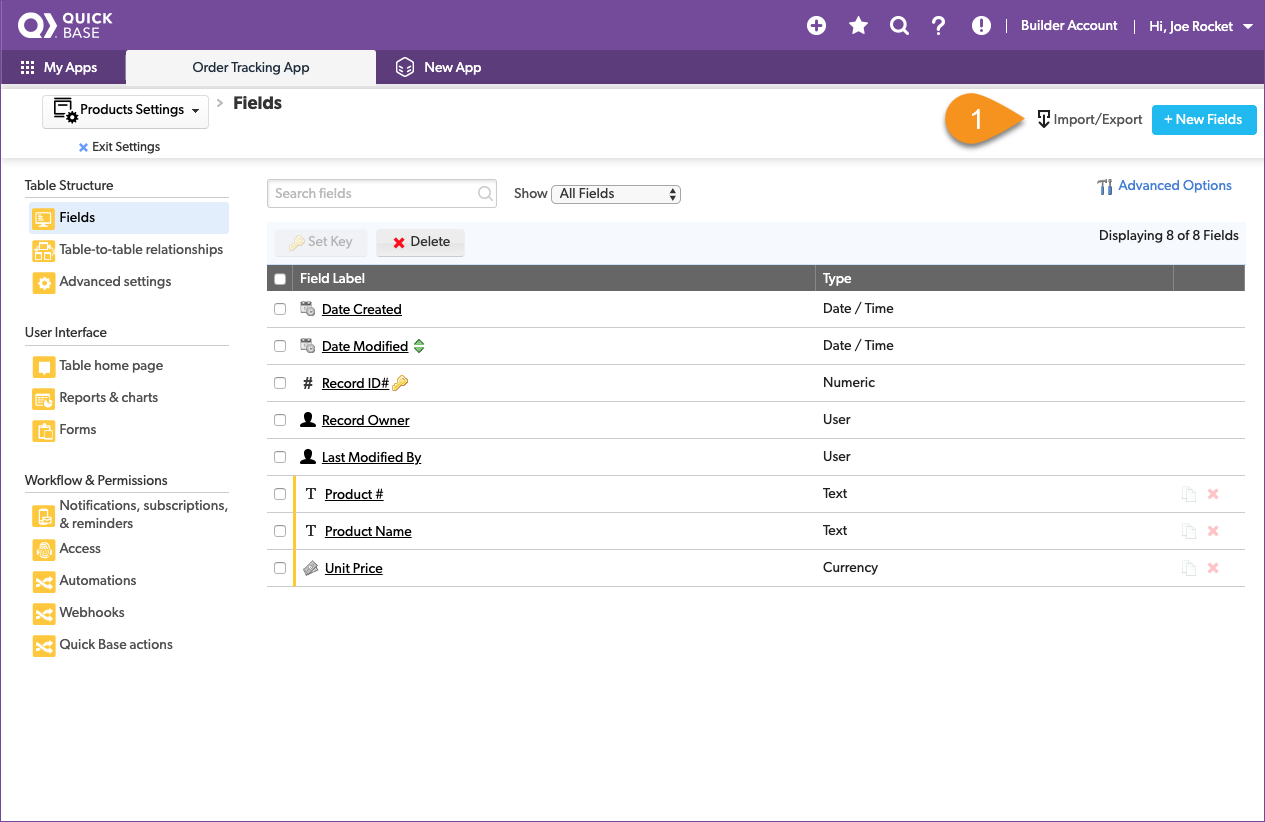 QUICK
BASE
Builder Account
Hi, Joe Rocket
My Apps
Order Tracking App
New App
Products Settings
> Fields
Exit Settings
1
Import/Export
+ New Fields
Table Structure
Fields
Table-to-table relationships
Advanced settings
User Interface
Table home page
Reports & charts
Forms
Workflow & Permissions
Notifications, subscriptions,
& reminders
Access
Automations
Webhooks
Quick Base actions
Search fields
Show All Fields
Advanced Options
Set Key
Delete
Displaying 8 of 8 Fields
Field Label Type
Date Created Date / Time
Date Modified Date / Time
# Record ID# Numeric
Record Owner User
Last Modified By User
T Product # Text
T Product Name Text
Unit Price Currency